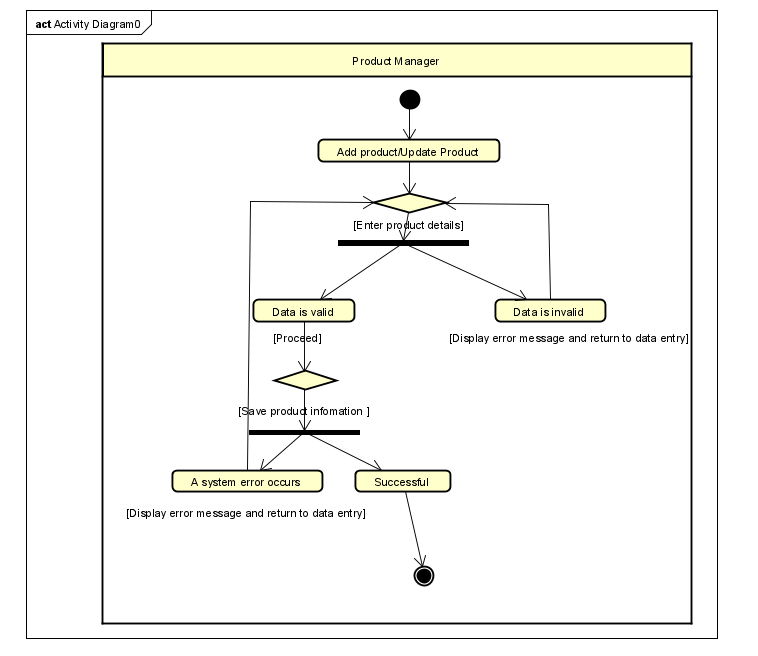 act Activity Diagram0
Product Manager
Add product/Update Product
[Enter product details]
Data is valid
Data is invalid
[Proceed]
[Display error message and return to data entry]
[Save product infomation ]
A system error occurs
Successful
[Display error message and return to data entry]